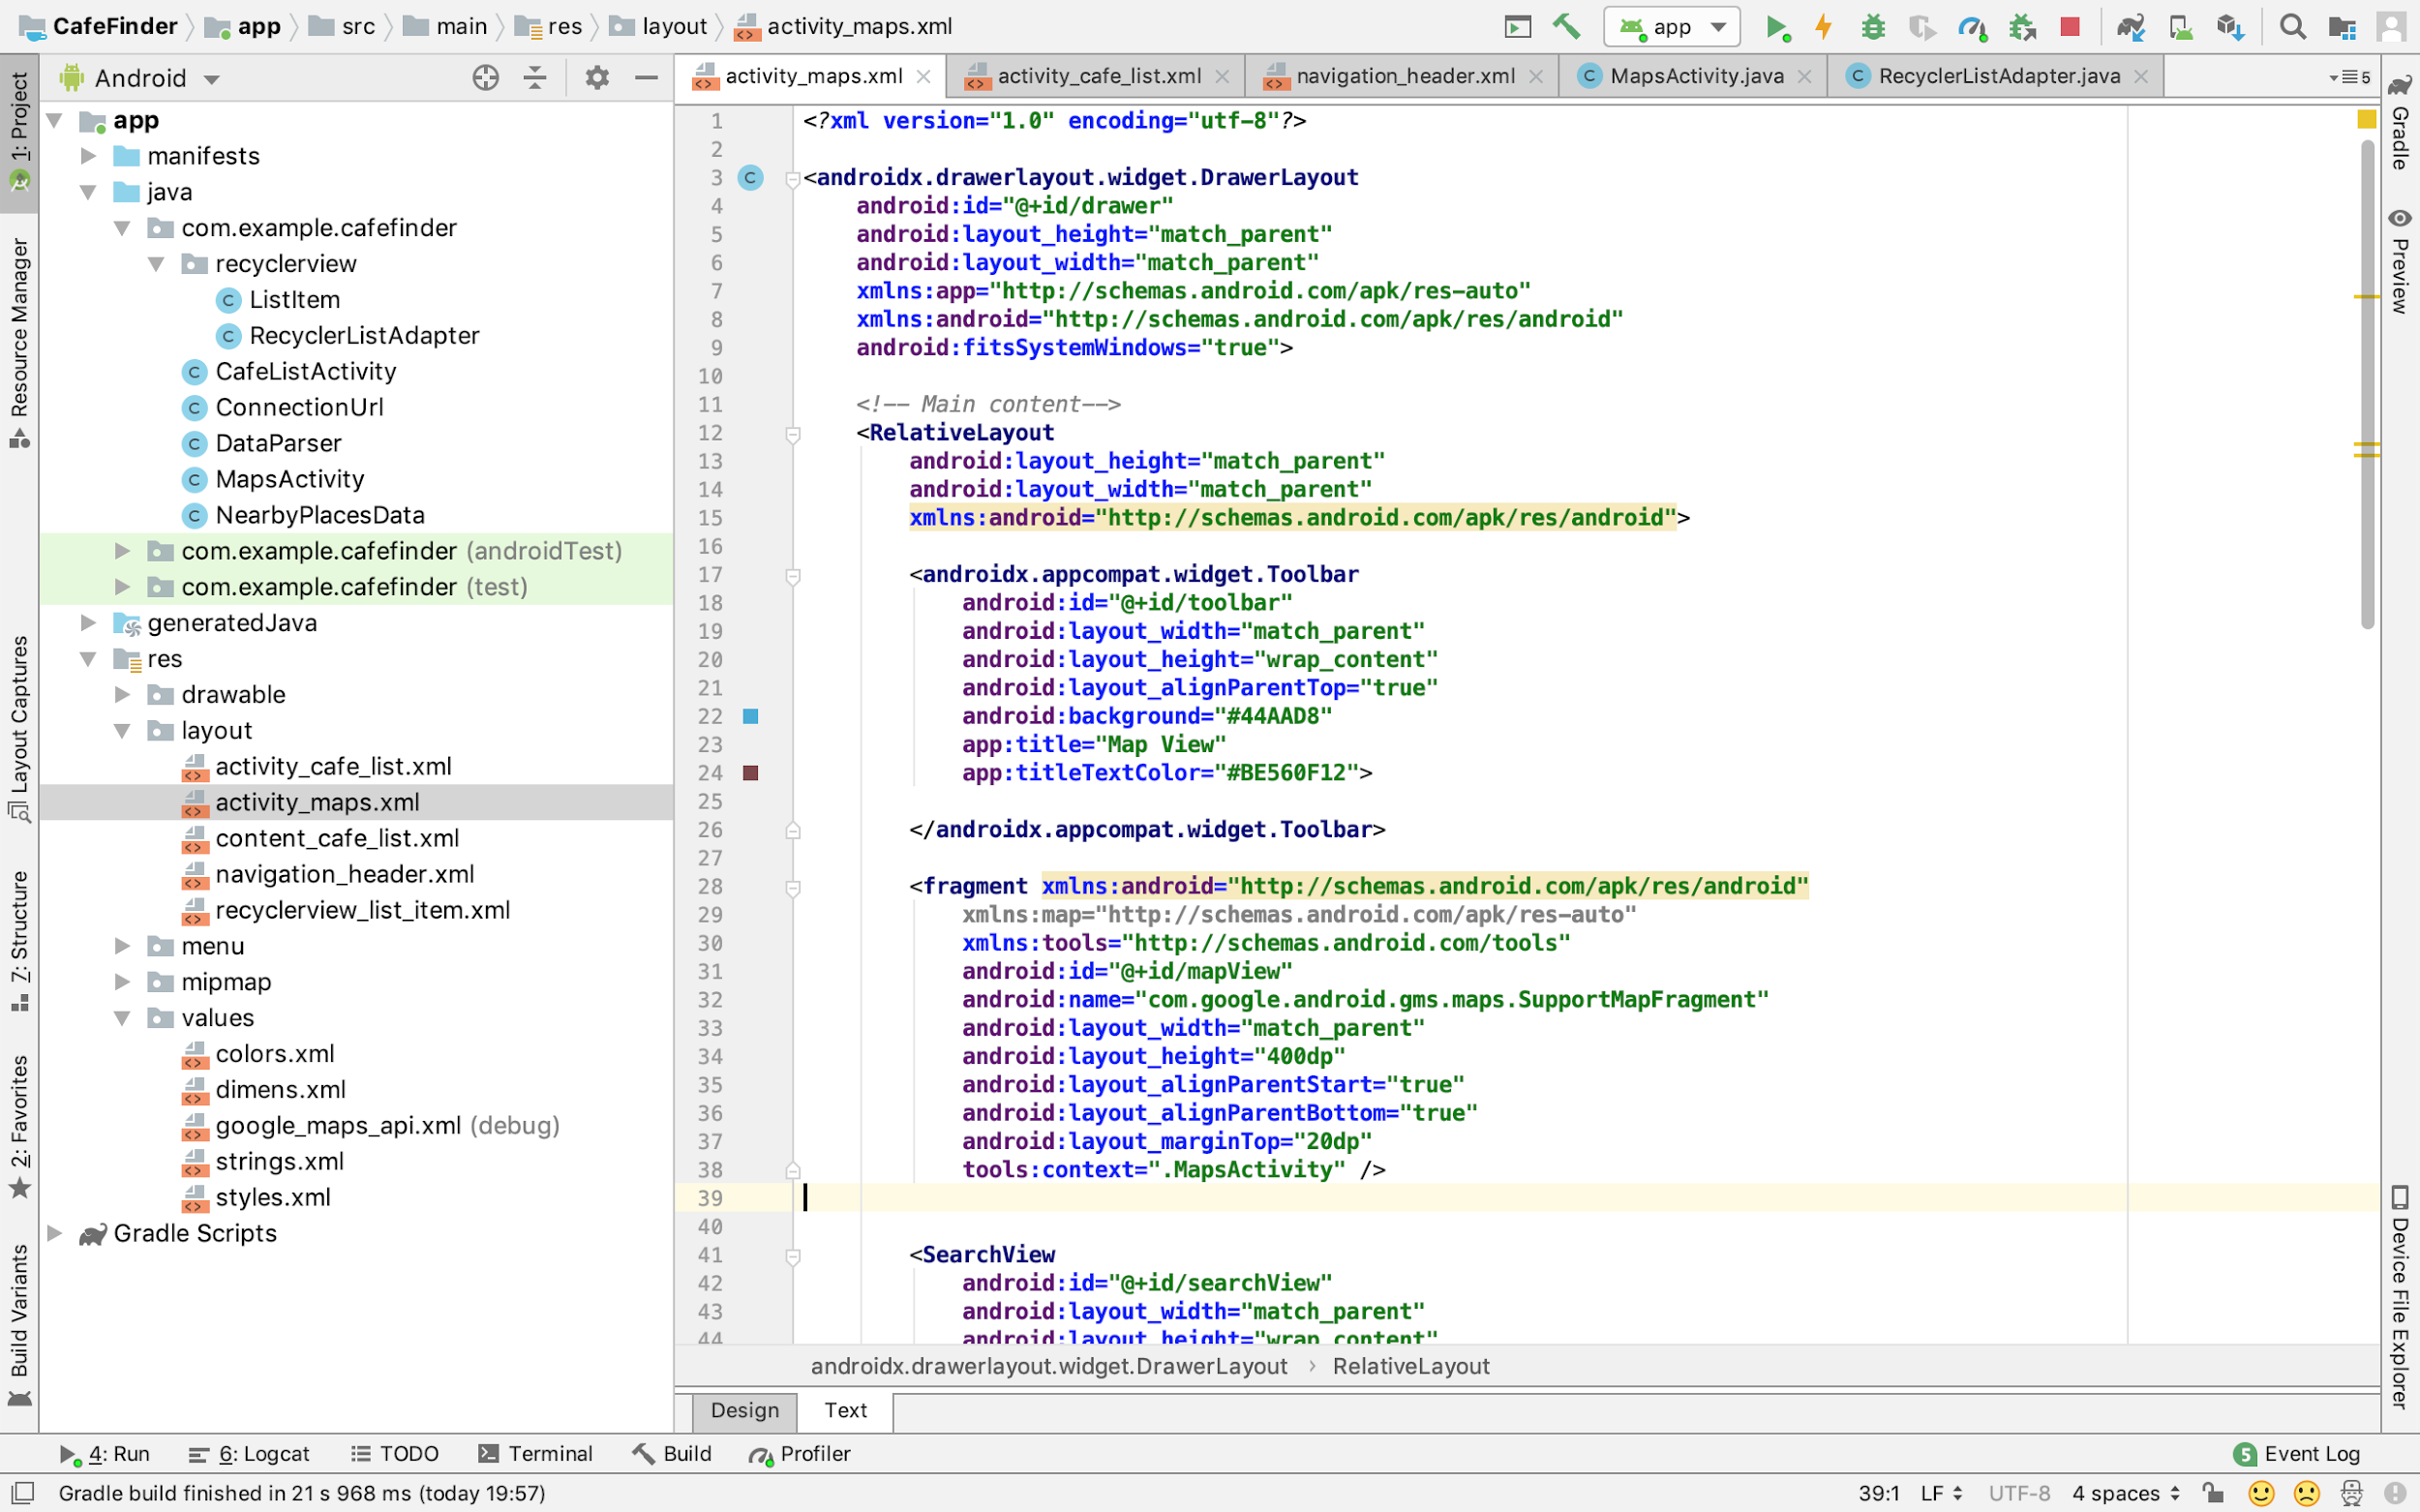 CafeFinder app src main res layout activity_maps.xml app
1: Project
Resource Manager
Layout Captures
7: Structure
2: Favorites
Build Variants
Android
app
manifests
java
com.example.cafefinder
recyclerview
ListItem
RecyclerListAdapter
CafeListActivity
ConnectionUrl
DataParser
MapsActivity
NearbyPlacesData
com.example.cafefinder (androidTest)
com.example.cafefinder (test)
generatedJava
res
drawable
layout
activity_cafe_list.xml
activity_maps.xml
content_cafe_list.xml
navigation_header.xml
recyclerview_list_item.xml
menu
mipmap
values
colors.xml
dimens.xml
google_maps_api.xml (debug)
strings.xml
styles.xml
Gradle Scripts
activity_maps.xml activity_cafe_list.xml navigation_header.xml MapsActivity.java RecyclerListAdapter.java 5
1 <?xml version="1.0" encoding="utf-8"?>
2
3 C <androidx.drawerlayout.widget.DrawerLayout
4 android:id="@+id/drawer"
5 android:layout_height="match_parent"
6 android:layout_width="match_parent"
7 xmlns:app="http://schemas.android.com/apk/res-auto"
8 xmlns:android="http://schemas.android.com/apk/res/android"
9 android:fitsSystemWindows="true">
10
11 <!-- Main content-->
12 <RelativeLayout
13 android:layout_height="match_parent"
14 android:layout_width="match_parent"
15 xmlns:android="http://schemas.android.com/apk/res/android">
16
17 <androidx.appcompat.widget.Toolbar
18 android:id="@+id/toolbar"
19 android:layout_width="match_parent"
20 android:layout_height="wrap_content"
21 android:layout_alignParentTop="true"
22 android:background="#44AAD8"
23 app:title="Map View"
24 app:titleTextColor="#BE560F12">
25
26 </androidx.appcompat.widget.Toolbar>
27
28 <fragment xmlns:android="http://schemas.android.com/apk/res/android"
29 xmlns:map="http://schemas.android.com/apk/res-auto"
30 xmlns:tools="http://schemas.android.com/tools"
31 android:id="@+id/mapView"
32 android:name="com.google.android.gms.maps.SupportMapFragment"
33 android:layout_width="match_parent"
34 android:layout_height="400dp"
35 android:layout_alignParentStart="true"
36 android:layout_alignParentBottom="true"
37 android:layout_marginTop="20dp"
38 tools:context=".MapsActivity" />
39
40
41 <SearchView
42 android:id="@+id/searchView"
43 android:layout_width="match_parent"
44 android:layout_height="wrap_content"
androidx.drawerlayout.widget.DrawerLayout › RelativeLayout
Design Text
Gradle
Preview
Device File Explorer
4: Run 6: Logcat TODO Terminal Build Profiler 5 Event Log
Gradle build finished in 21 s 968 ms (today 19:57) 39:1 LF UTF-8 4 spaces